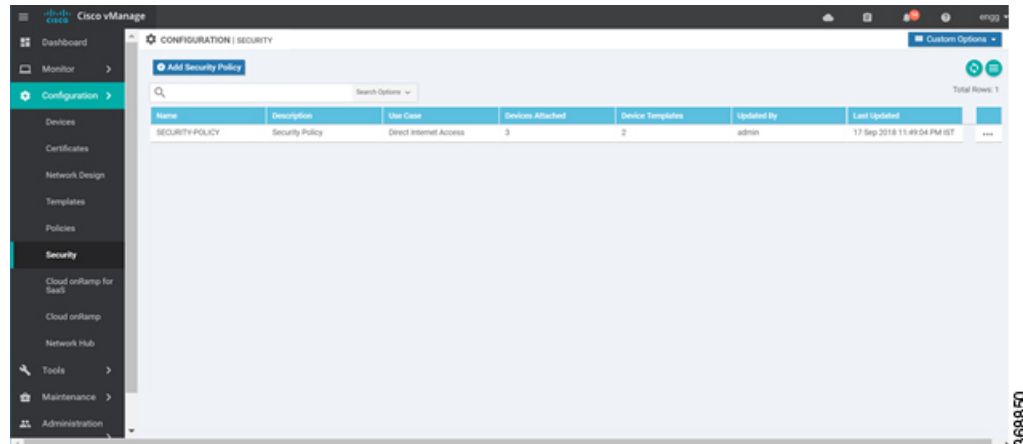 CISCO Cisco vManage
engg
Dashboard
Monitor
Configuration
Devices
Certificates
Network Design
Templates
Policies
Security
Cloud onRamp for
SaaS
Cloud onRamp
Network Hub
Tools
Maintenance
Administration
CONFIGURATION | SECURITY
Custom Options
Add Security Policy
Search Options
Total Rows: 1
Name Description Use Case Devices Attached Device Templates Updated By Last Updated
SECURITY-POLICY Security Policy Direct Internet Access 3 2 admin 17 Sep 2018 11:49:04 PM IST
368850